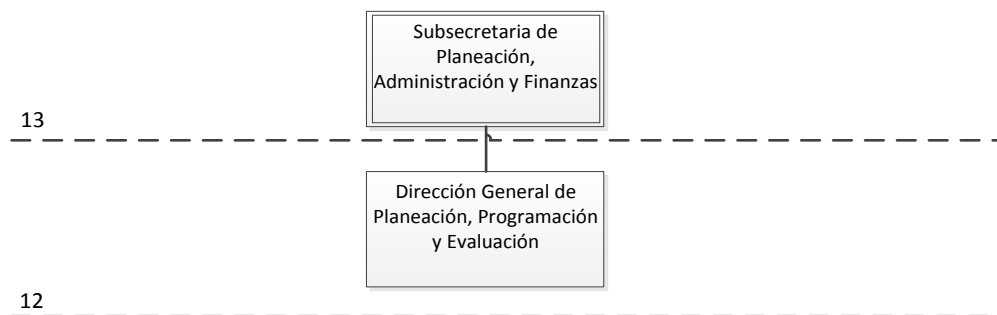 Subsecretaria de
Planeación,
Administración y Finanzas
13
Dirección General de
Planeación, Programación
y Evaluación
12